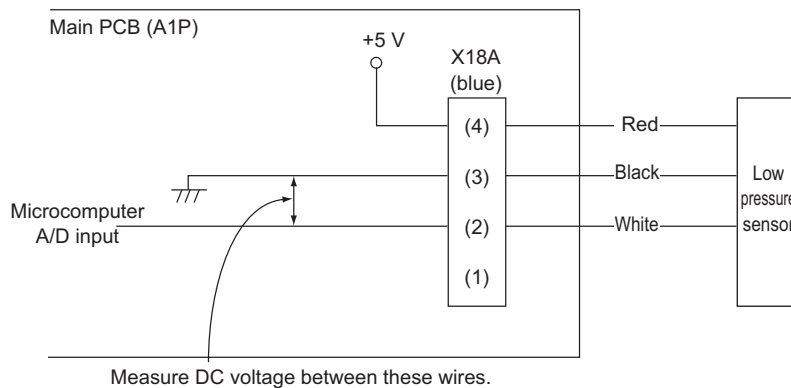 Main PCB (A1P)
+5 V
X18A
(blue)
(4)
Red
(3)
Black
Low
pressure
sensor
Microcomputer
A/D input
(2)
White
(1)
Measure DC voltage between these wires.